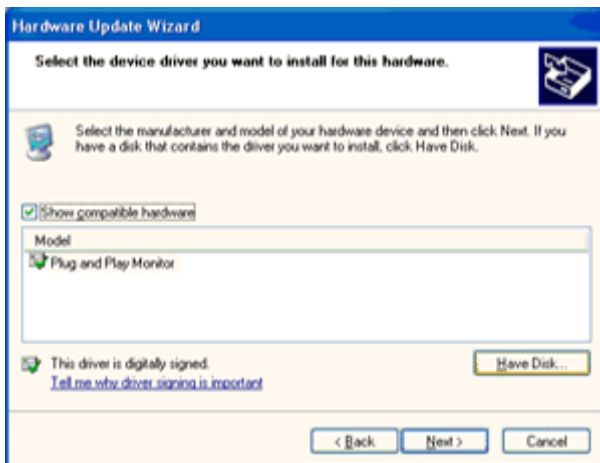 Hardware Update Wizard
Select the device driver you want to install for this hardware.
Select the manufacturer and model of your hardware device and then click Next. If you
have a disk that contains the driver you want to install, click Have Disk.
Show compatible hardware
Model
Plug and Play Monitor
This driver is digitally signed.
Have Disk...
Tell me why driver signing is important
< Back
Next >
Cancel